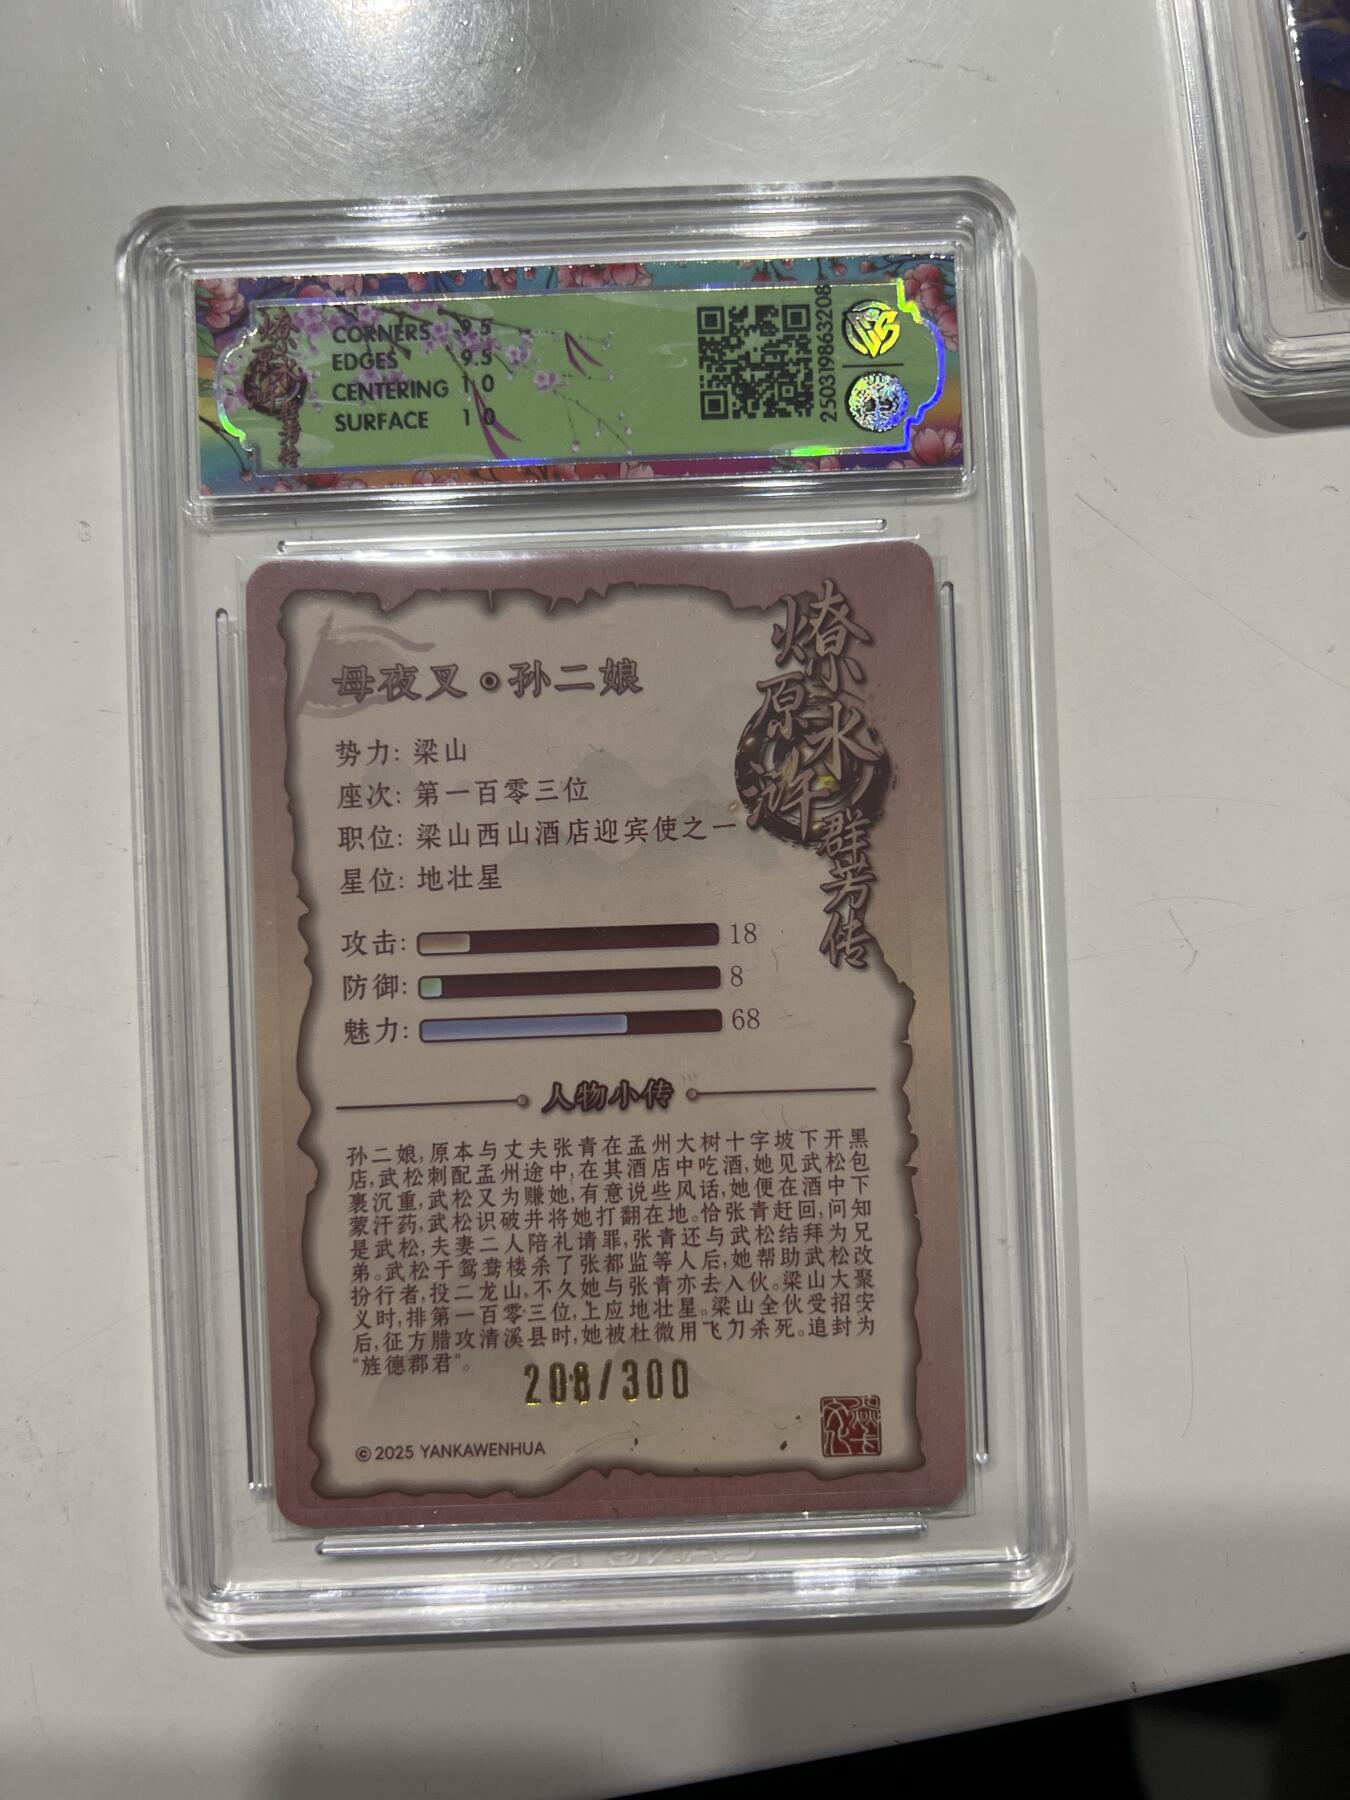 燎原水浒群芳传
CORNERS 9.5
EDGES 9.5
CENTERING 10
SURFACE 10
250319863208
燎原水浒群芳传
母夜叉·孙二娘
势力: 梁山
座次: 第一百零三位
职位: 梁山西山酒店迎宾使之一
星位: 地壮星
攻击: 18
防御: 8
魅力: 68
人物小传
孙二娘,原本与丈夫张青在孟州大树十字坡下开黑
店,武松刺配孟州途中,在其酒店中吃酒,她见武松包
裹沉重,武松又为赚她,有意说些风话,她便在酒中下
蒙汗药,武松识破并将她打翻在地。恰张青赶回,问知
是武松,夫妻二人陪礼请罪,张青还与武松结拜为兄
弟。武松于鸳鸯楼杀了张都监等人后,她帮助武松改
扮行者,投二龙山,不久她与张青亦去入伙。梁山大聚
义时,排第一百零三位,上应地壮星。梁山全伙受招安
后,征方腊攻清溪县时,她被杜微用飞刀杀死。追封为
“旌德郡君”。
208/300
©2025 YANKAWENHUA